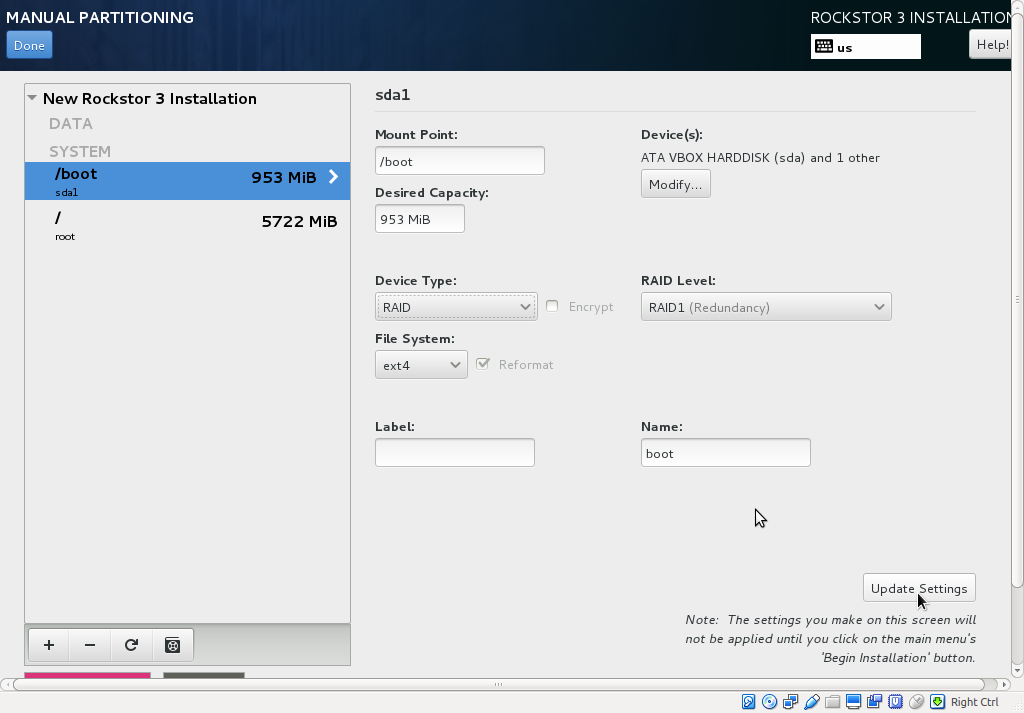 MANUAL PARTITIONING
ROCKSTOR 3 INSTALLATION
Done
us
Help!
New Rockstor 3 Installation
DATA
SYSTEM
/boot
953 MiB
sda1
/
5722 MiB
root
sda1
Mount Point:
Device(s):
/boot
ATA VBOX HARDDISK (sda) and 1 other
Modify...
Desired Capacity:
953 MiB
Device Type:
RAID Level:
RAID
Encrypt
RAID1 (Redundancy)
File System:
ext4
Reformat
Label:
Name:
boot
Update Settings
Note:  The settings you make on this screen will
not be applied until you click on the main menu's
'Begin Installation' button.
Right Ctrl